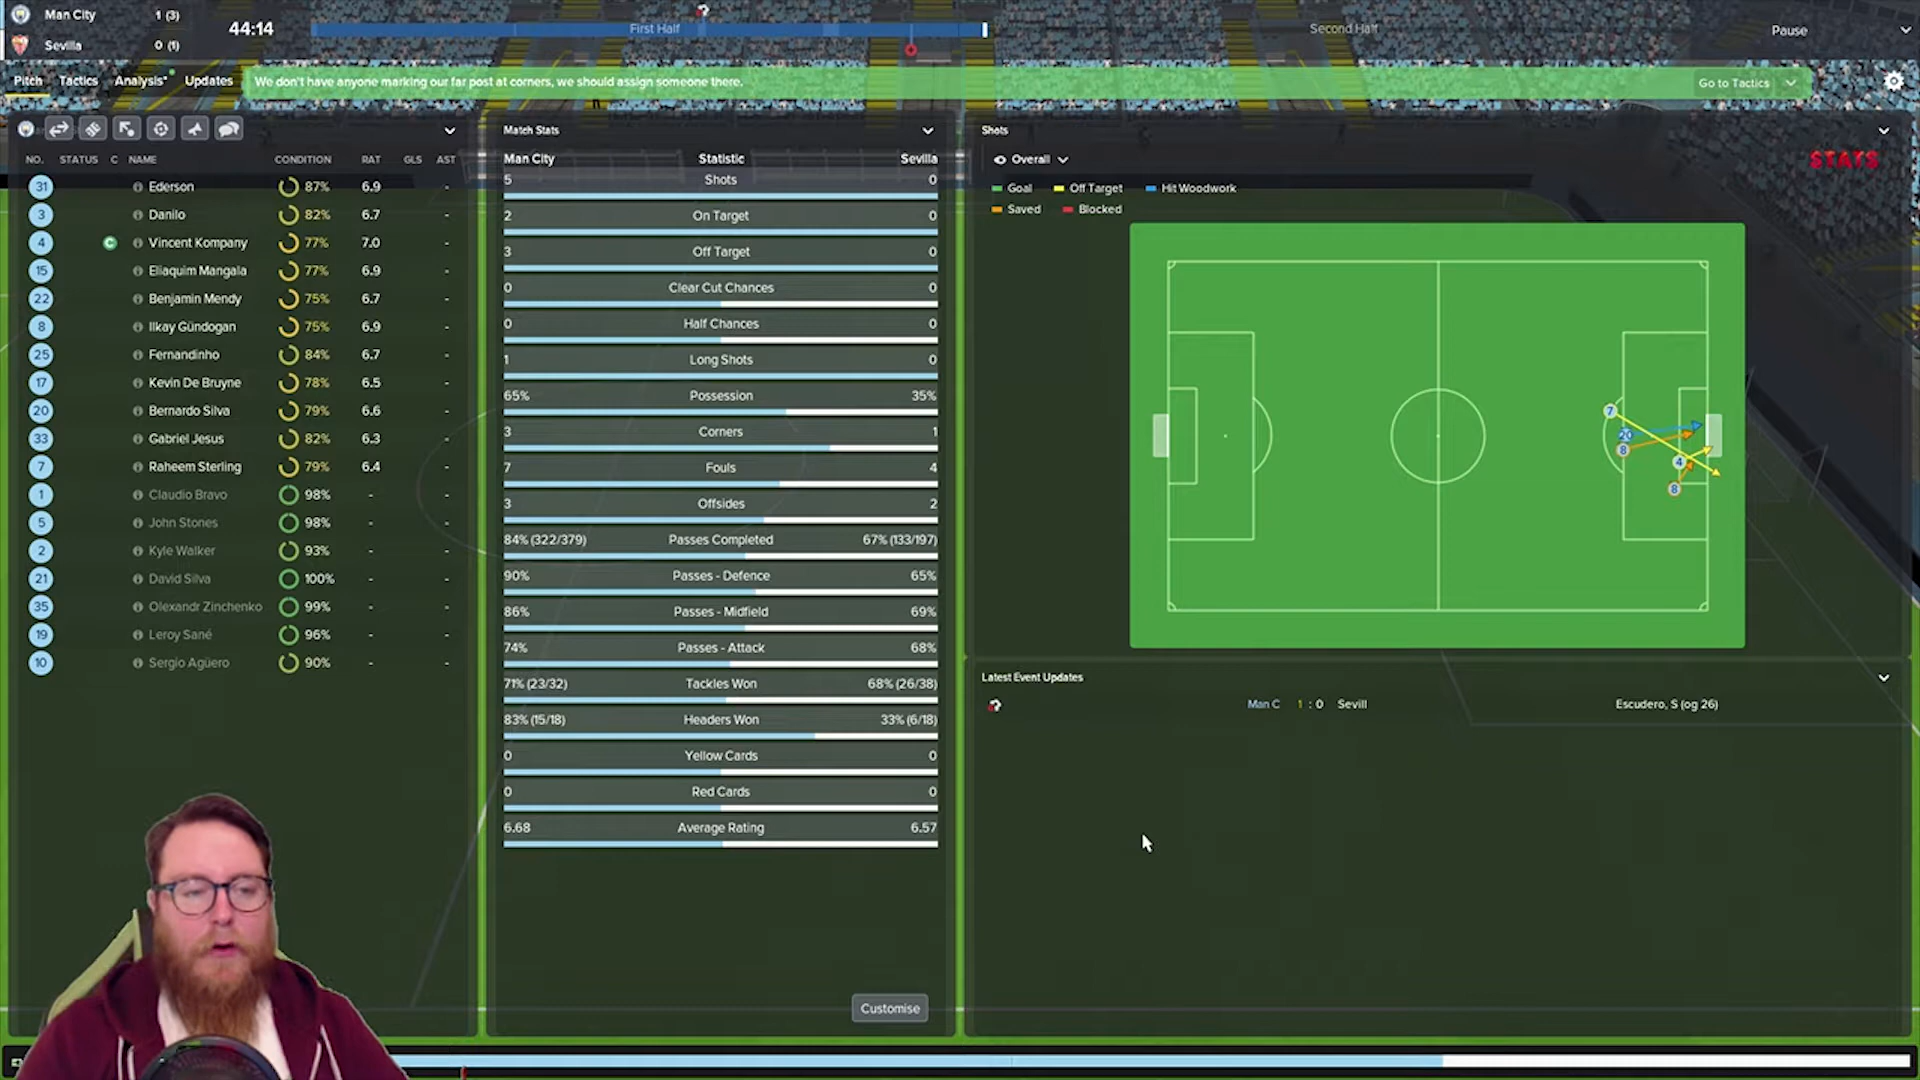 Man City 1 (3)
Sevilla 0 (1)
44:14
First Half
Second Half
Pause
Pitch Tactics Analysis Updates
We don't have anyone marking our far post at corners, we should assign someone there.
Go to Tactics
NO. STATUS C NAME CONDITION RAT GLS AST
31 Ederson 87% 6.9 -
3 Danilo 82% 6.7 -
4 C Vincent Kompany 77% 7.0 -
15 Eliaquim Mangala 77% 6.9 -
22 Benjamin Mendy 75% 6.7 -
8 Ilkay Gündogan 75% 6.9 -
25 Fernandinho 84% 6.7 -
17 Kevin De Bruyne 78% 6.5 -
20 Bernardo Silva 79% 6.6 -
33 Gabriel Jesus 82% 6.3 -
7 Raheem Sterling 79% 6.4 -
1 Claudio Bravo 98% - -
5 John Stones 98% - -
2 Kyle Walker 93% - -
21 David Silva 100% - -
35 Olexandr Zinchenko 99% - -
19 Leroy Sané 96% - -
10 Sergio Agüero 90% - -
Match Stats
Man City Statistic Sevilla
5 Shots 0
2 On Target 0
3 Off Target 0
0 Clear Cut Chances 0
0 Half Chances 0
1 Long Shots 0
65% Possession 35%
3 Corners 1
7 Fouls 4
3 Offsides 2
84% (322/379) Passes Completed 67% (133/197)
90% Passes - Defence 65%
86% Passes - Midfield 69%
74% Passes - Attack 68%
71% (23/32) Tackles Won 68% (26/38)
83% (15/18) Headers Won 33% (6/18)
0 Yellow Cards 0
0 Red Cards 0
6.68 Average Rating 6.57
Customise
Shots
Overall
STATS
Goal Off Target Hit Woodwork
Saved Blocked
7
20
8
4
8
Latest Event Updates
Man C 1 : 0 Sevill Escudero, S (og 26)